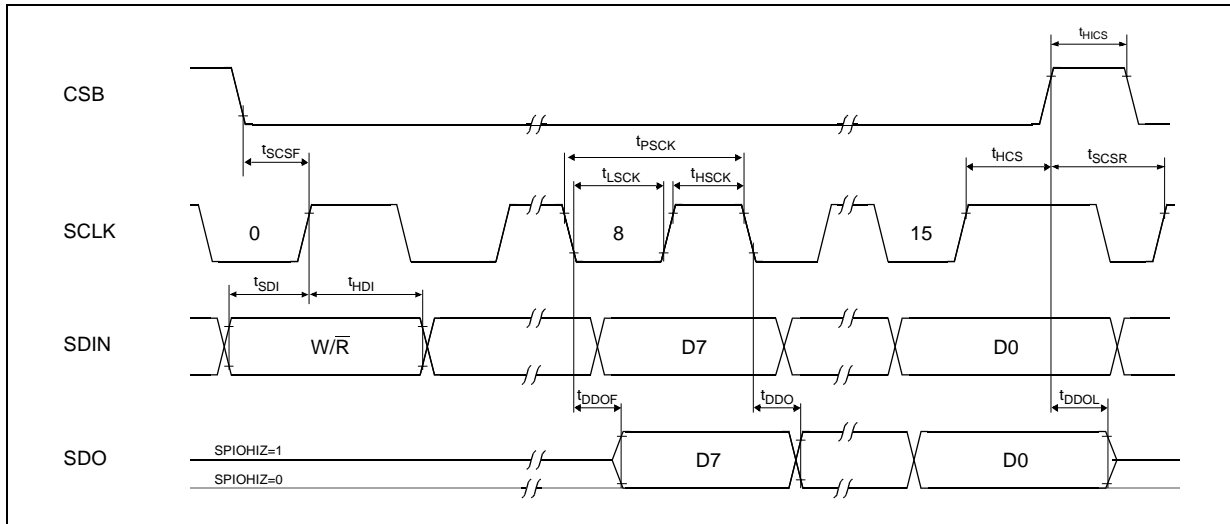 tHICS
CSB
tPSCK
tSCSF
tHCS
tSCSR
tLSCK
tHSCK
SCLK
0
8
15
tSDI
tHDI
SDIN
W/R̅
D7
D0
tDDOF
tDDO
tDDOL
SPIOHIZ=1
SDO
D7
D0
SPIOHIZ=0